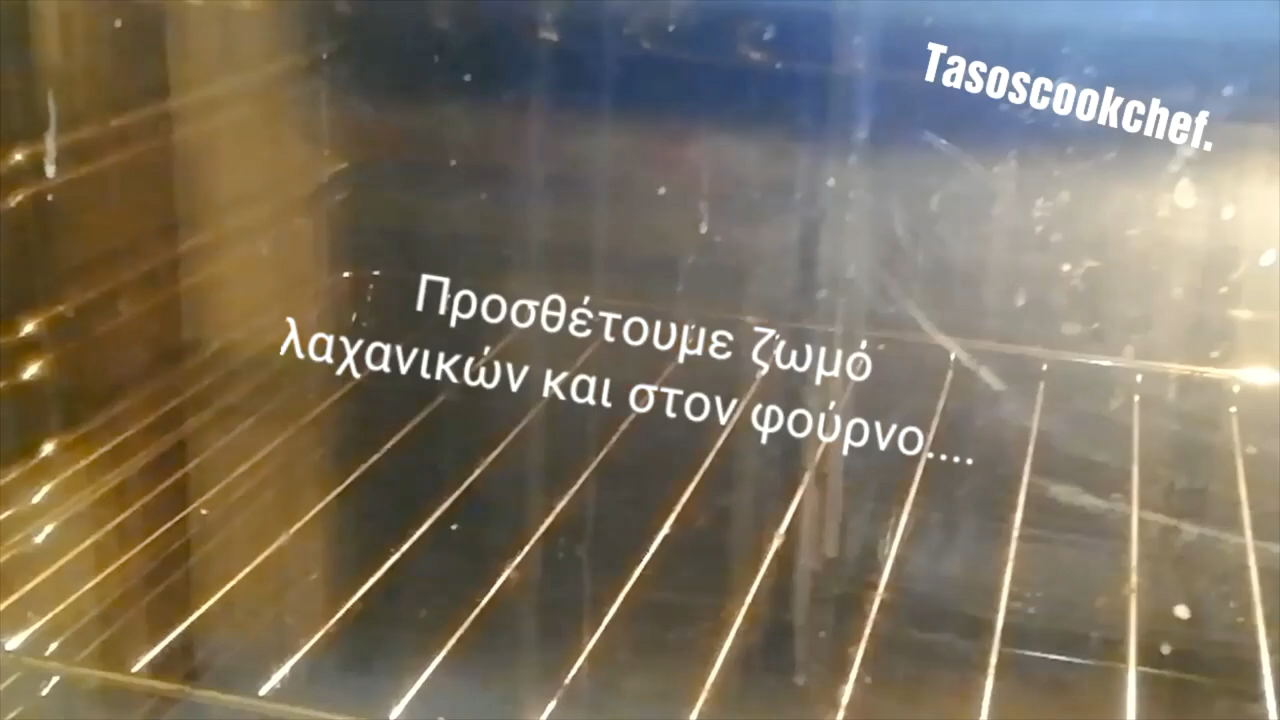 Tasoscookchef.
Προσθέτουμε ζωμό
λαχανικών και στον φούρνο....